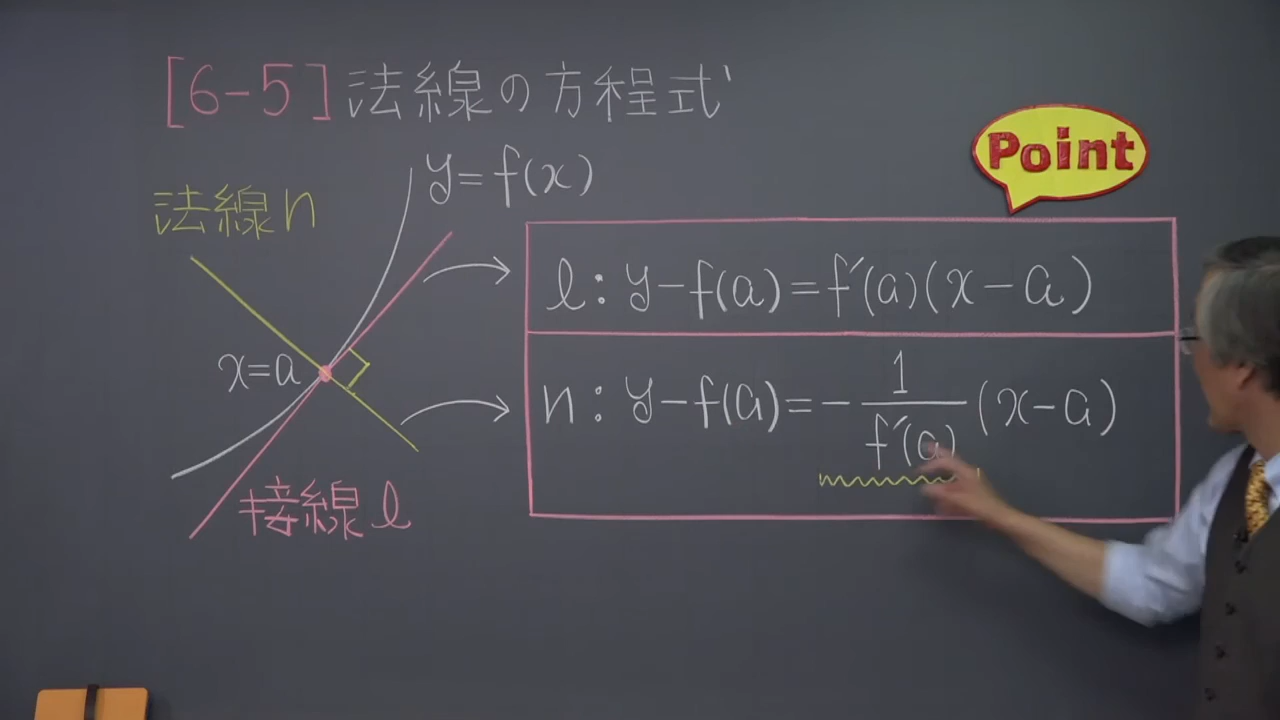 [6-5]法線の方程式
y=f(x)
Point
法線n
l:y-f(a)=f'(a)(x-a)
x=a
n:y-f(a)=-1/f'(a)(x-a)
接線l